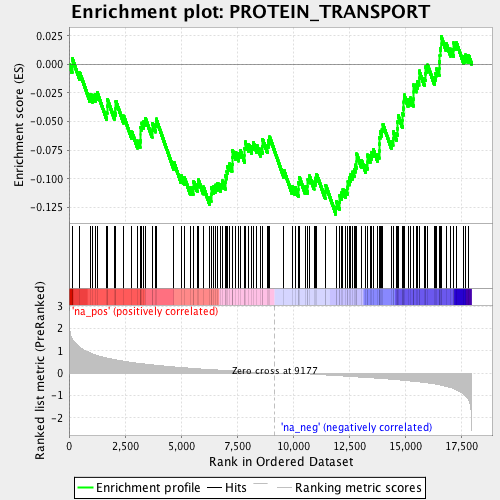 Enrichment plot: PROTEIN_TRANSPORT
Enrichment score (ES)
0.025
0.000
-0.025
-0.050
-0.075
-0.100
-0.125
'na_pos' (positively correlated)
Ranked list metric (PreRanked)
3
2
1
0
-1
-2
Zero cross at 9177
'na_neg' (negatively correlated)
0
2,500
5,000
7,500
10,000
12,500
15,000
17,500
Rank in Ordered Dataset
Enrichment profile
Hits
Ranking metric scores